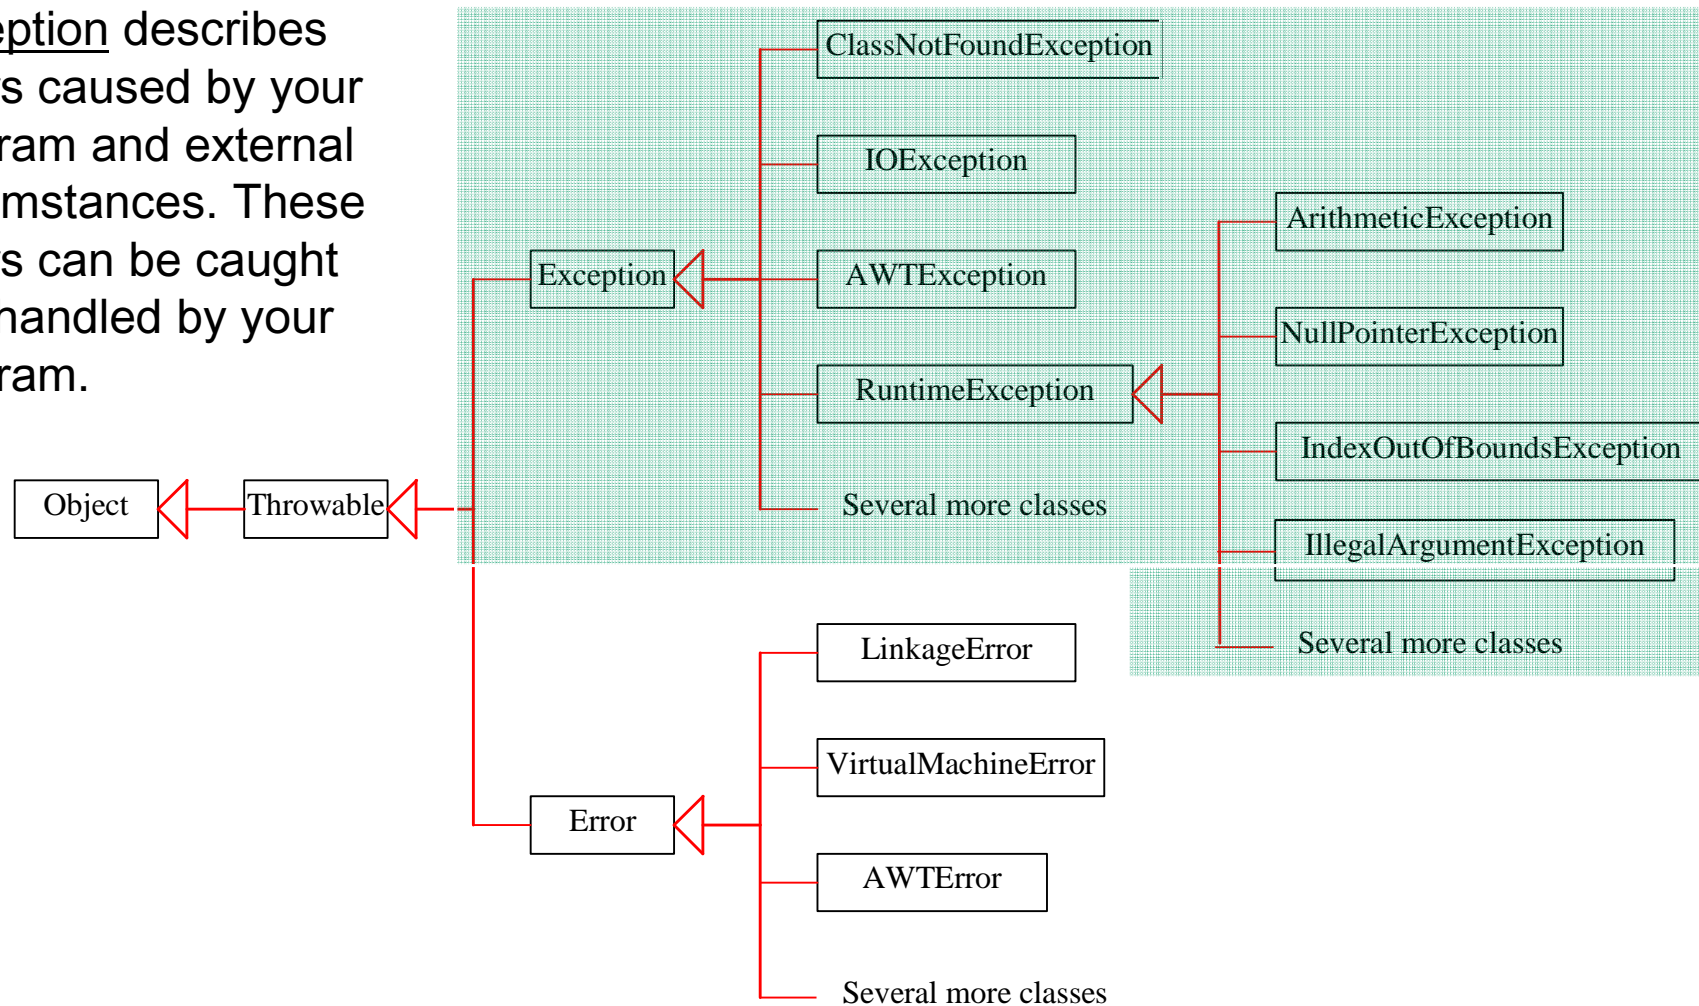 eption describes
s caused by your
ram and external
mstances. These
s can be caught
handled by your
ram.
ClassNotFoundException
IOException
ArithmeticException
Exception
AWTException
NullPointerException
RuntimeException
IndexOutOfBoundsException
Object
Throwable
Several more classes
IllegalArgumentException
LinkageError
Several more classes
VirtualMachineError
Error
AWTError
Several more classes